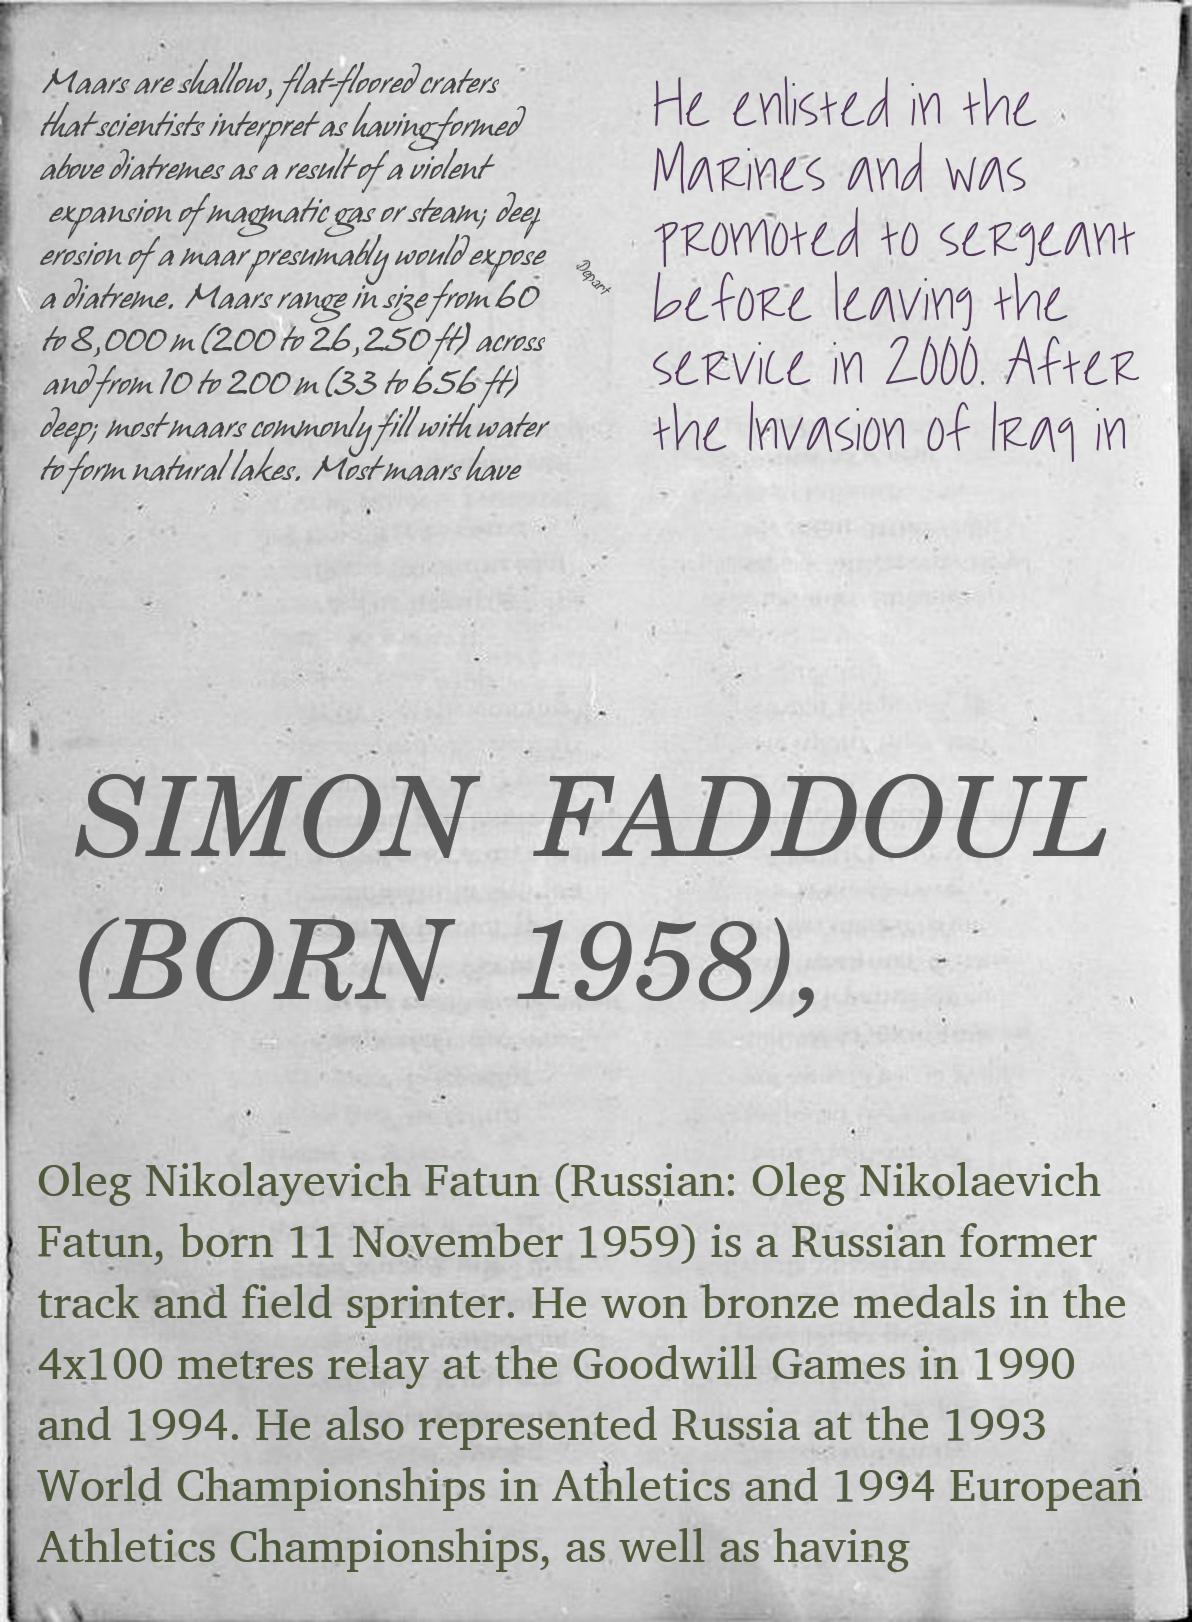 Maars are shallow, flat-floored craters
that scientists interpret as having formed
above diatremes as a result of a violent
expansion of magmatic gas or steam; deep
erosion of a maar presumably would expose
a diatreme. Maars range in size from 60
to 8,000 m (200 to 26,250 ft) across
and from 10 to 200 m (33 to 656 ft)
deep; most maars commonly fill with water
to form natural lakes. Most maars have
Depart
He enlisted in the
Marines and was
promoted to sergeant
before leaving the
service in 2000. After
the Invasion of Iraq in
SIMON FADDOUL
(BORN 1958),
Oleg Nikolayevich Fatun (Russian: Oleg Nikolaevich
Fatun, born 11 November 1959) is a Russian former
track and field sprinter. He won bronze medals in the
4x100 metres relay at the Goodwill Games in 1990
and 1994. He also represented Russia at the 1993
World Championships in Athletics and 1994 European
Athletics Championships, as well as having